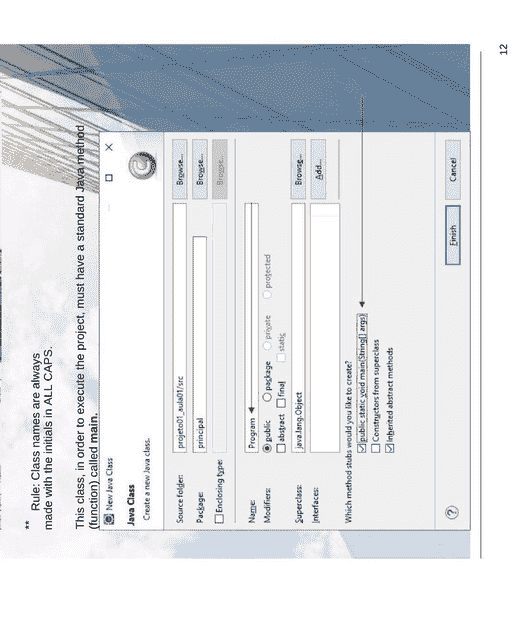 **
Rule: Class names are always
made with the initials in ALL CAPS.
This class, in order to execute the project, must have a standard Java method
(function) called main.
New Java Class
Java Class
Create a new Java class.
Source folder: projeto01_aula01/src Browse...
Package: principal Browse...
Enclosing type: Browse...
Name: Program
Modifiers: public package private protected
abstract final static
Superclass: java.lang.Object Browse...
Interfaces: Add...
Which method stubs would you like to create?
public static void main(String[] args)
Constructors from superclass
Inherited abstract methods
Finish Cancel
12